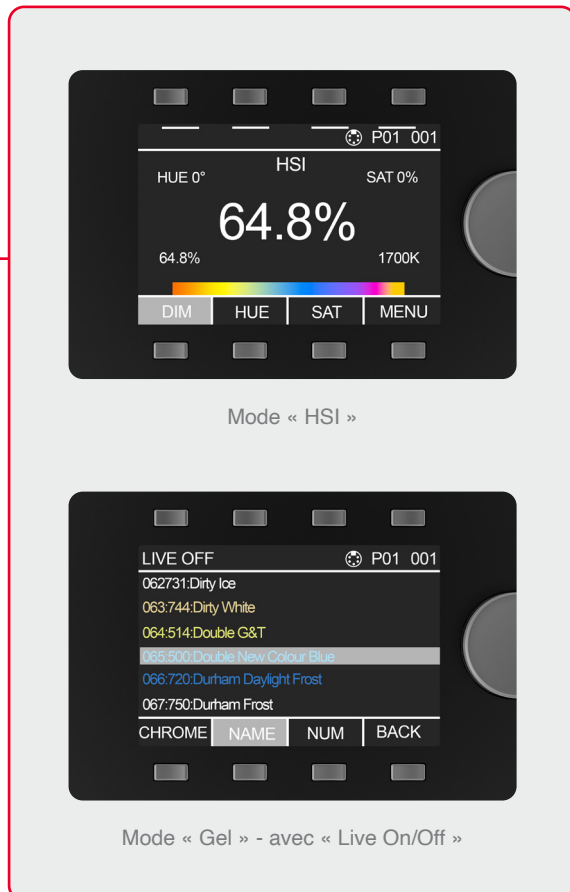 P01 001
HSI
HUE 0°
SAT 0%
64.8%
64.8%
1700K
DIM HUE SAT MENU
Mode « HSI »
LIVE OFF P01 001
062731:Dirty Ice
063:744:Dirty White
064:514:Double G&T
065:500:Double New Colour Blue
066:720:Durham Daylight Frost
067:750:Durham Frost
CHROME NAME NUM BACK
Mode « Gel » - avec « Live On/Off »